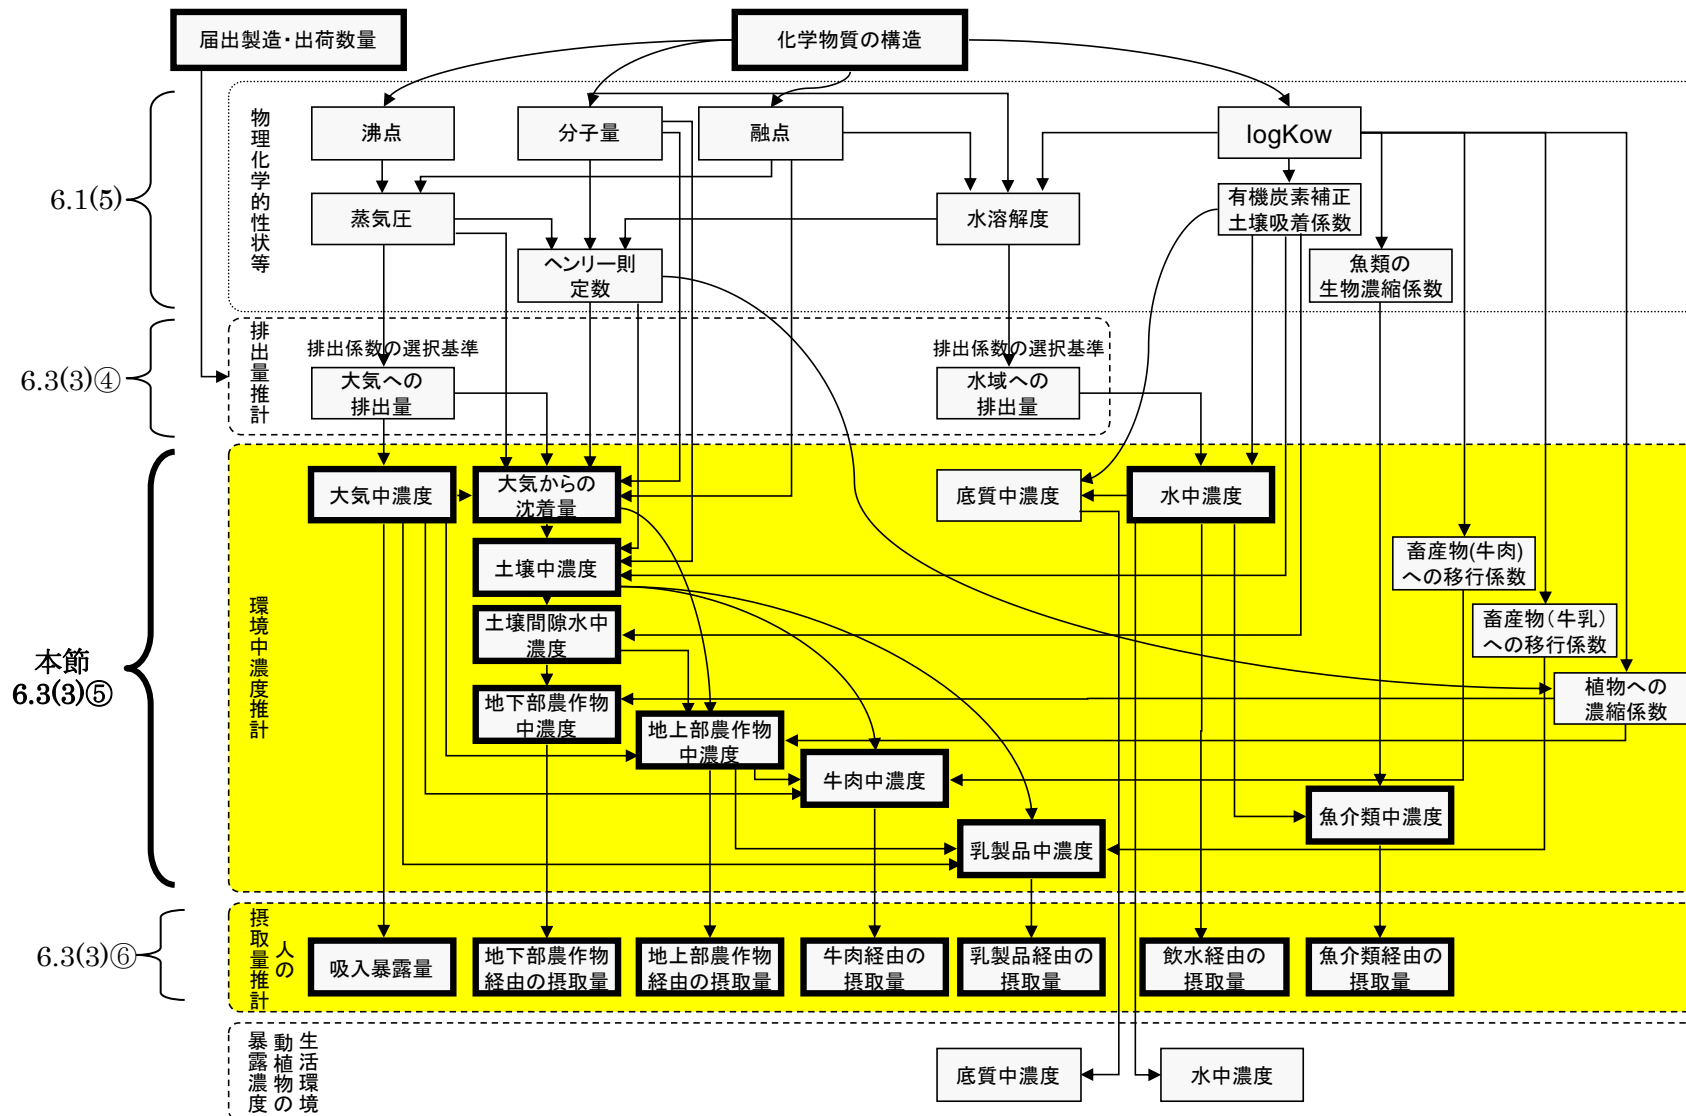 届出製造・出荷数量
化学物質の構造
6.1(5)
物理化学的性状等
沸点
分子量
融点
logKow
蒸気圧
水溶解度
有機炭素補正
土壌吸着係数
ヘンリー則
定数
魚類の
生物濃縮係数
6.3(3)④
排出量推計
排出係数の選択基準
大気への
排出量
排出係数の選択基準
水域への
排出量
本節
6.3(3)⑤
環境中濃度推計
大気中濃度
大気からの
沈着量
底質中濃度
水中濃度
土壌中濃度
畜産物(牛肉)
への移行係数
土壌間隙水中
濃度
畜産物(牛乳)
への移行係数
地下部農作物
中濃度
植物への
濃縮係数
地上部農作物
中濃度
牛肉中濃度
魚介類中濃度
乳製品中濃度
6.3(3)⑥
人の
摂取量推計
吸入暴露量
地下部農作物
経由の摂取量
地上部農作物
経由の摂取量
牛肉経由の
摂取量
乳製品経由の
摂取量
飲水経由の
摂取量
魚介類経由の
摂取量
生活環境
動植物の
暴露濃度
底質中濃度
水中濃度